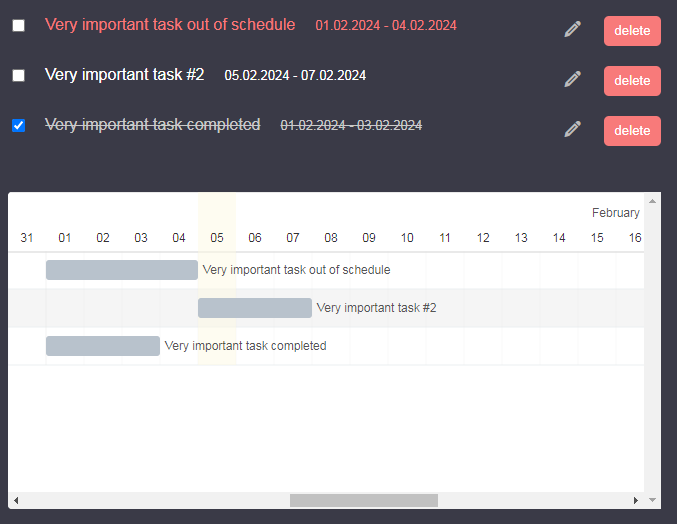 Very important task out of schedule 01.02.2024 - 04.02.2024 delete
Very important task #2 05.02.2024 - 07.02.2024 delete
Very important task completed 01.02.2024 - 03.02.2024 delete
February
31 01 02 03 04 05 06 07 08 09 10 11 12 13 14 15 16
Very important task out of schedule
Very important task #2
Very important task completed